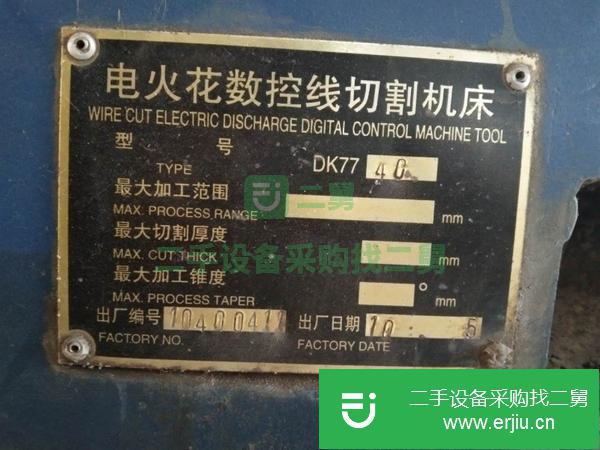 电火花数控线切割机床
WIRE CUT ELECTRIC DISCHARGE DIGITAL CONTROL MACHINE TOOL
型 号 DK77 40
TYPE
最大加工范围
MAX. PROCESS RANGE mm
最大切割厚度
MAX. CUT THICK mm
最大加工锥度
MAX. PROCESS TAPER ° mm
出厂编号 10400411 出厂日期 10 5
FACTORY NO. FACTORY DATE
二舅
二手设备采购找二舅
二手设备采购找二舅
www.erjiu.cn